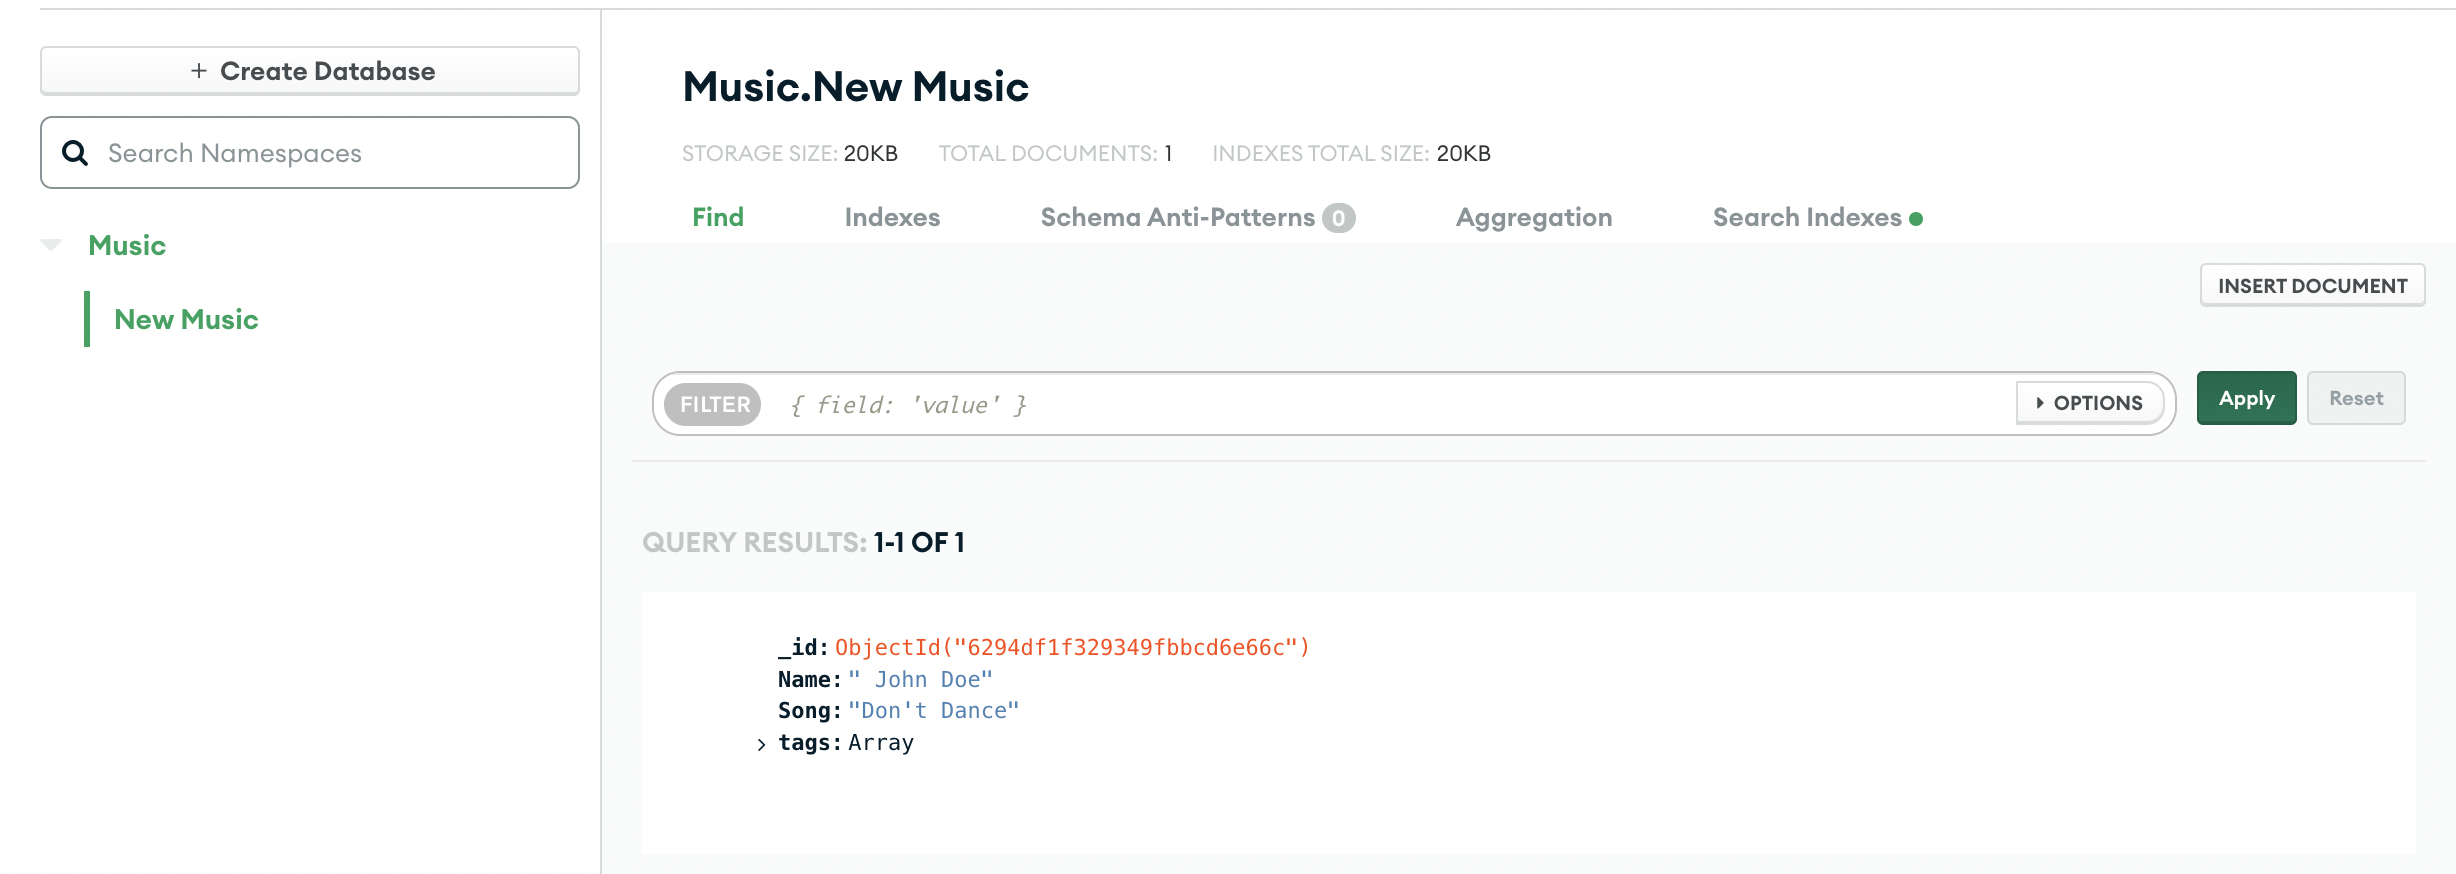 + Create Database
Search Namespaces
Music
New Music
Music.New Music
STORAGE SIZE: 20KB TOTAL DOCUMENTS: 1 INDEXES TOTAL SIZE: 20KB
Find Indexes Schema Anti-Patterns 0 Aggregation Search Indexes
INSERT DOCUMENT
FILTER { field: 'value' } OPTIONS Apply Reset
QUERY RESULTS: 1-1 OF 1
_id: ObjectId("6294df1f329349fbbcd6e66c")
Name: " John Doe"
Song: "Don't Dance"
> tags: Array